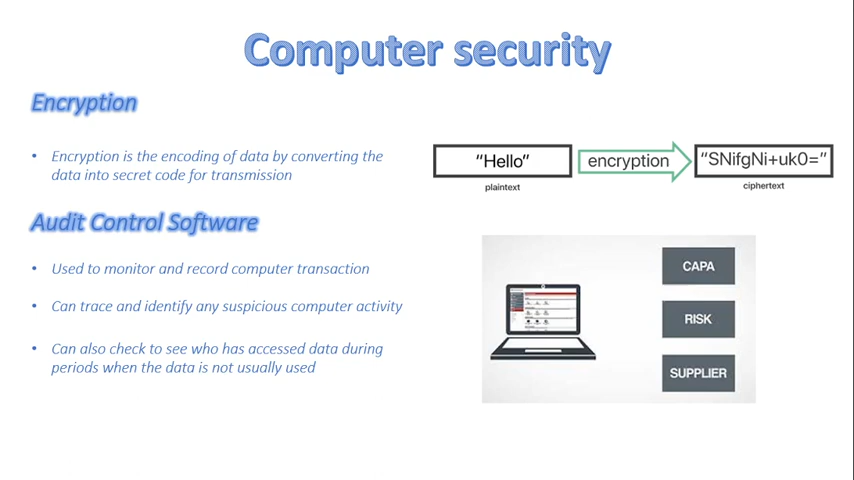 Computer security
Encryption
• Encryption is the encoding of data by converting the
data into secret code for transmission
"Hello"
encryption
"SNifgNi+uk0="
plaintext
ciphertext
Audit Control Software
• Used to monitor and record computer transaction
• Can trace and identify any suspicious computer activity
• Can also check to see who has accessed data during
periods when the data is not usually used
CAPA
RISK
SUPPLIER